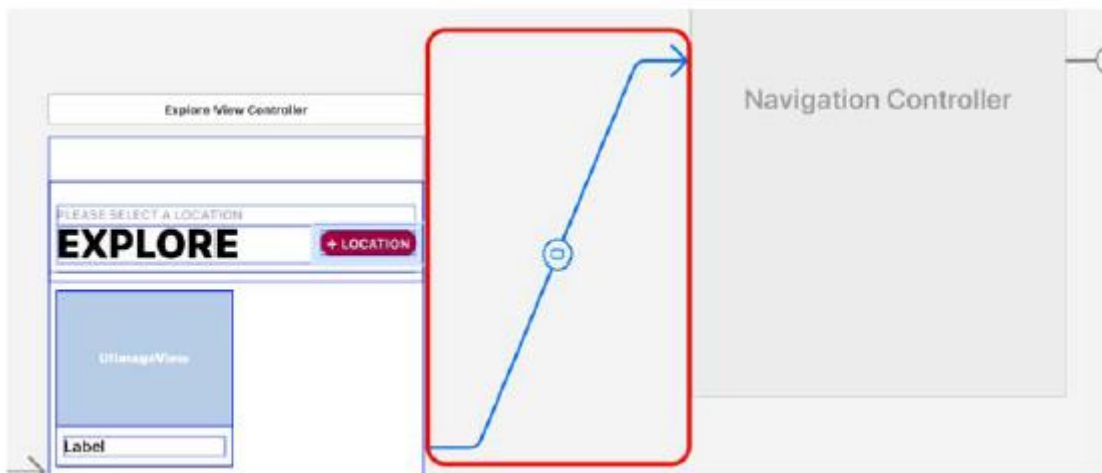 Explore View Controller
Navigation Controller
PLEASE SELECT A LOCATION
EXPLORE
+ LOCATION
UIImageView
Label